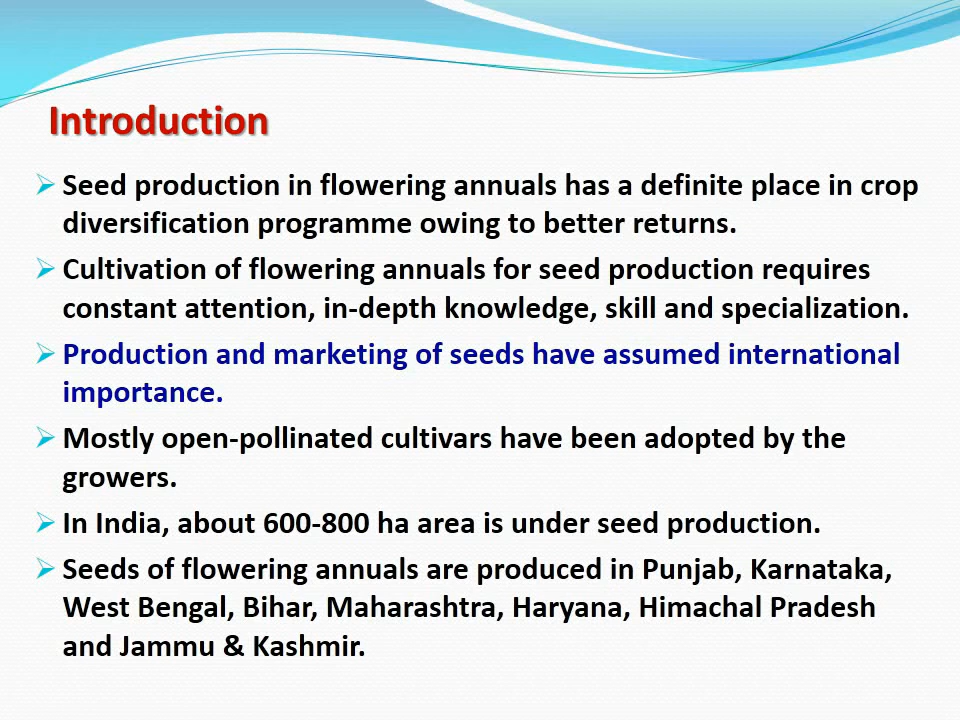 Introduction
Seed production in flowering annuals has a definite place in crop
diversification programme owing to better returns.
Cultivation of flowering annuals for seed production requires
constant attention, in-depth knowledge, skill and specialization.
Production and marketing of seeds have assumed international
importance.
Mostly open-pollinated cultivars have been adopted by the
growers.
In India, about 600-800 ha area is under seed production.
Seeds of flowering annuals are produced in Punjab, Karnataka,
West Bengal, Bihar, Maharashtra, Haryana, Himachal Pradesh
and Jammu & Kashmir.